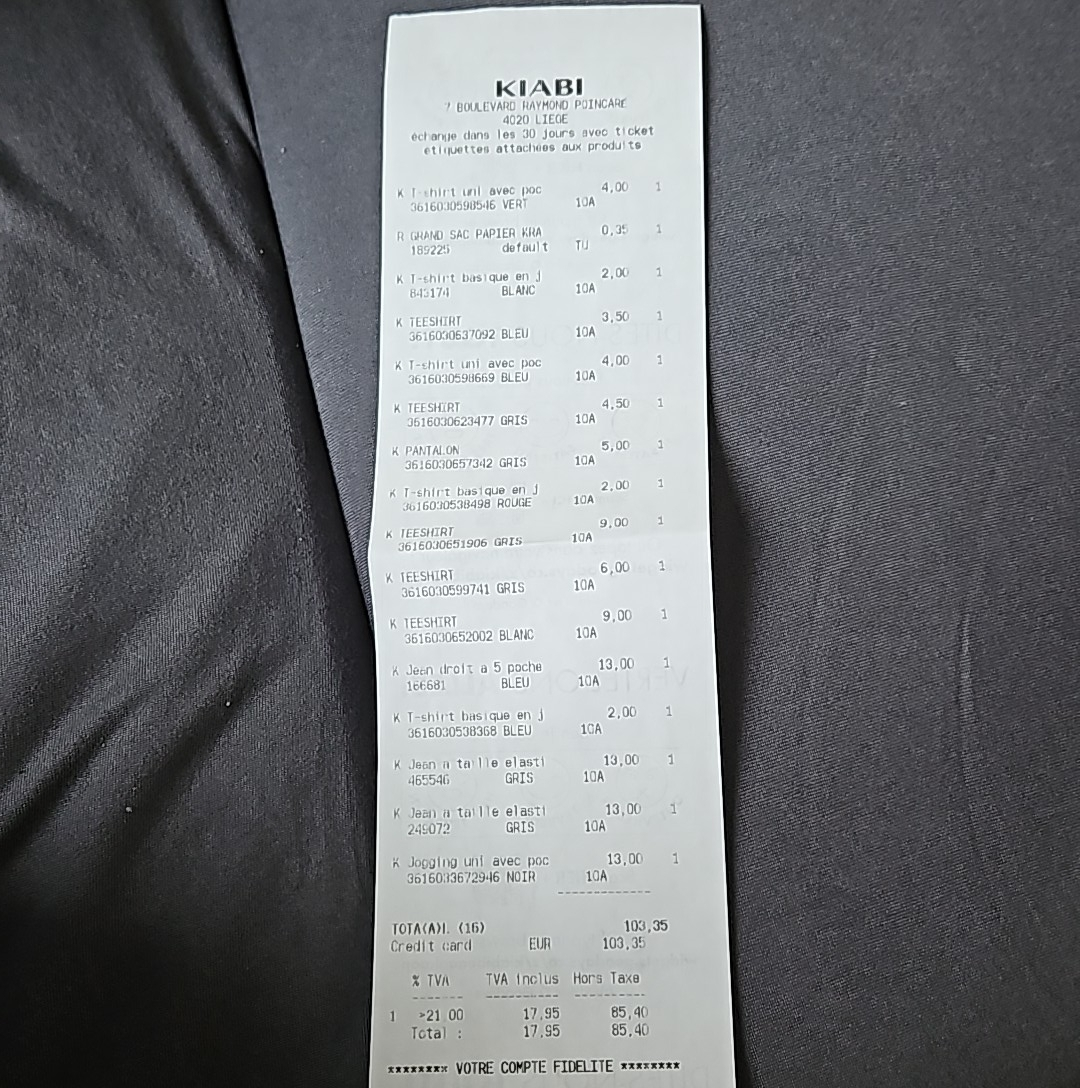 KIABI
7 BOULEVARD RAYMOND POINCARE
4020 LIEGE
échange dans les 30 jours avec ticket
étiquettes attachées aux produits
K T-shirt uni avec poc 4,00 1
3616030598546 VERT 10A
R GRAND SAC PAPIER KRA 0,35 1
189225 default TU
K T-shirt basique en j 2,00 1
843174 BLANC 10A
K TEESHIRT 3,50 1
3616030637092 BLEU 10A
K T-shirt uni avec poc 4,00 1
3616030598669 BLEU 10A
K TEESHIRT 4,50 1
3616030623477 GRIS 10A
K PANTALON 5,00 1
3616030657342 GRIS 10A
K T-shirt basique en j 2,00 1
3616030538498 ROUGE 10A
K TEESHIRT 9,00 1
3616030651906 GRIS 10A
K TEESHIRT 6,00 1
3616030599741 GRIS 10A
K TEESHIRT 9,00 1
3616030652002 BLANC 10A
K Jean droit a 5 poche 13,00 1
166681 BLEU 10A
K T-shirt basique en j 2,00 1
3616030538368 BLEU 10A
K Jean a taille elasti 13,00 1
465546 GRIS 10A
K Jean a taille elasti 13,00 1
249072 GRIS 10A
K Jogging uni avec poc 13,00 1
3616033672946 NOIR 10A
------------
TOTA(A)L (16) 103,35
Credit card EUR 103,35
% TVA TVA inclus Hors Taxe
------- ---------- ----------
1 >21.00 17,95 85,40
Total : 17,95 85,40
******** VOTRE COMPTE FIDELITE ********